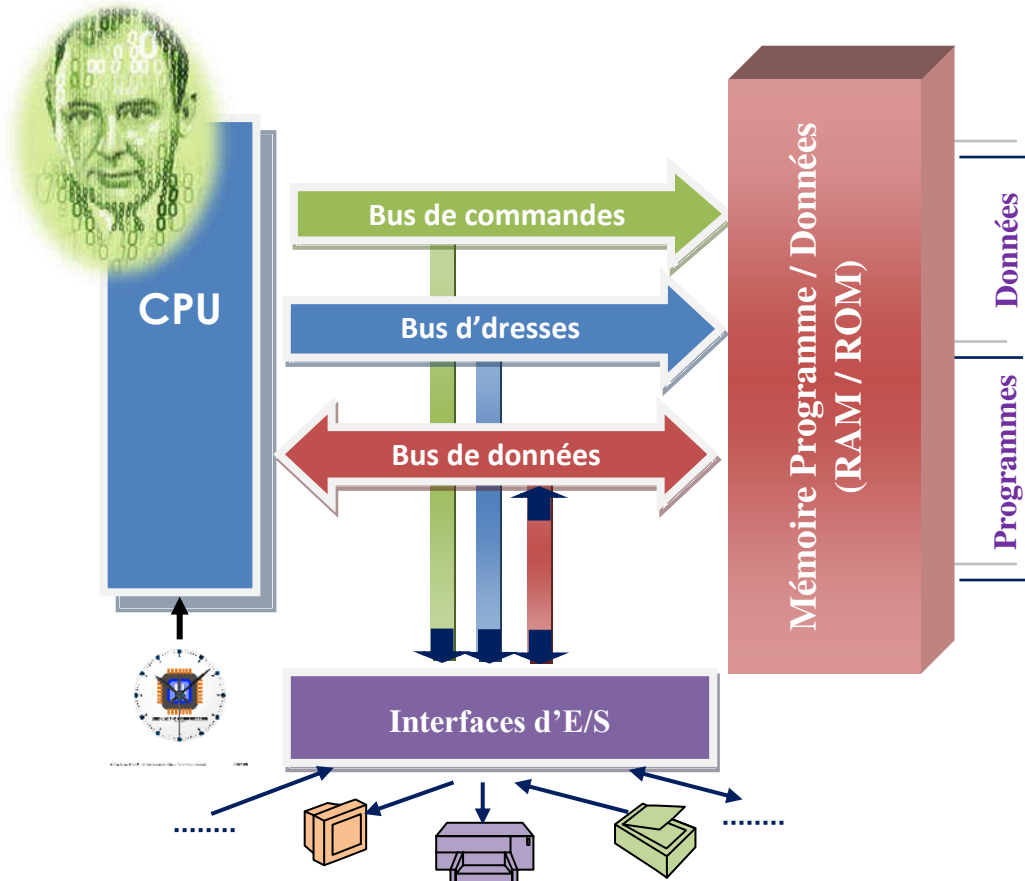 CPU
Bus de commandes
Bus d’dresses
Bus de données
Mémoire Programme / Données
(RAM / ROM)
Données
Programmes
Interfaces d’E/S